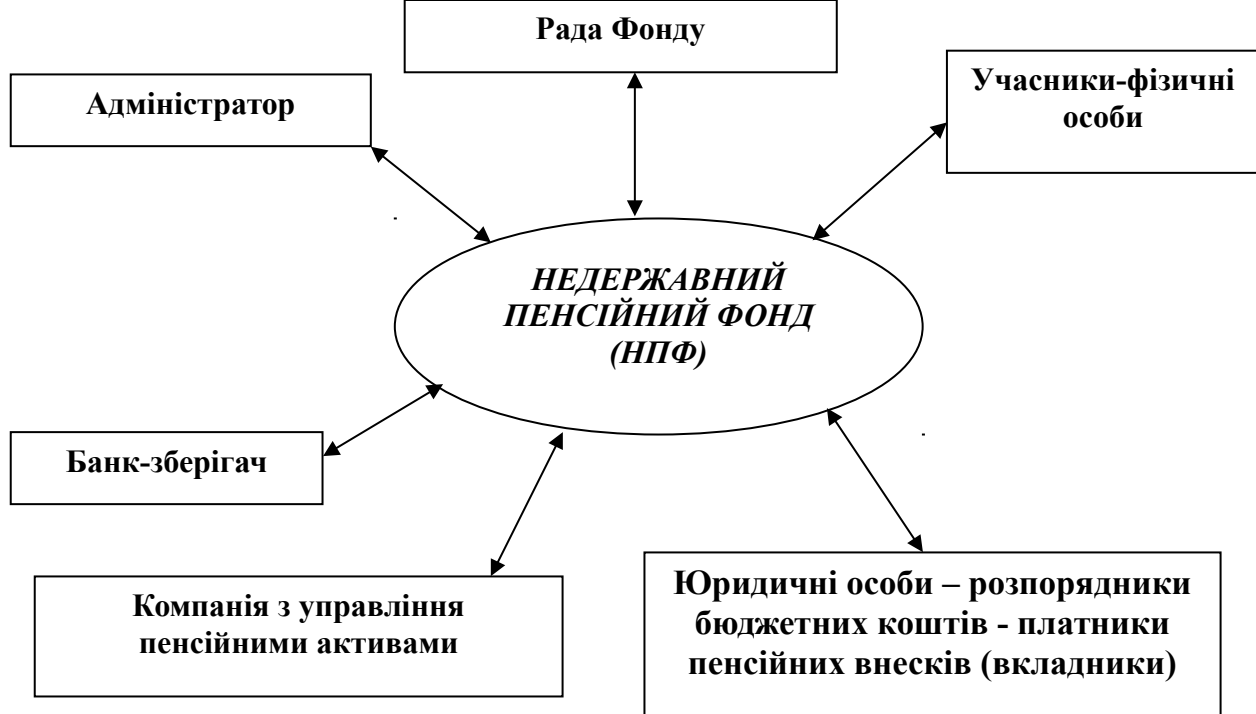 Рада Фонду
Адміністратор
Учасники-фізичні
особи
НЕДЕРЖАВНИЙ
ПЕНСІЙНИЙ ФОНД
(НПФ)
Банк-зберігач
Компанія з управління
пенсійними активами
Юридичні особи – розпорядники
бюджетних коштів - платники
пенсійних внесків (вкладники)